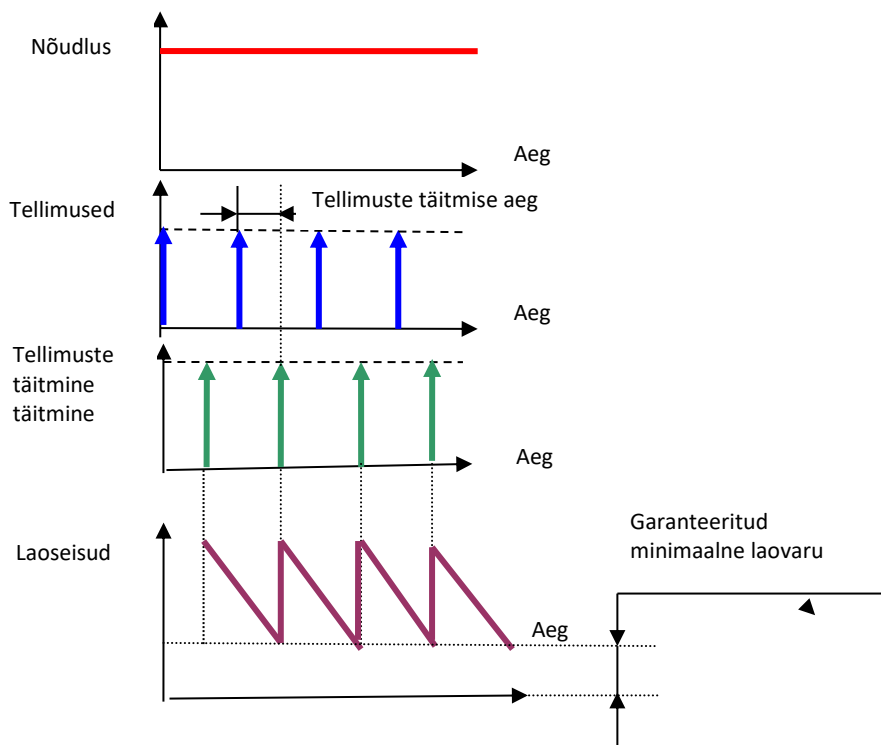 Nõudlus
Aeg
Tellimused
Tellimuste täitmise aeg
Aeg
Tellimuste
täitmine
täitmine
Aeg
Laoseisud
Garanteeritud
minimaalne laovaru
Aeg